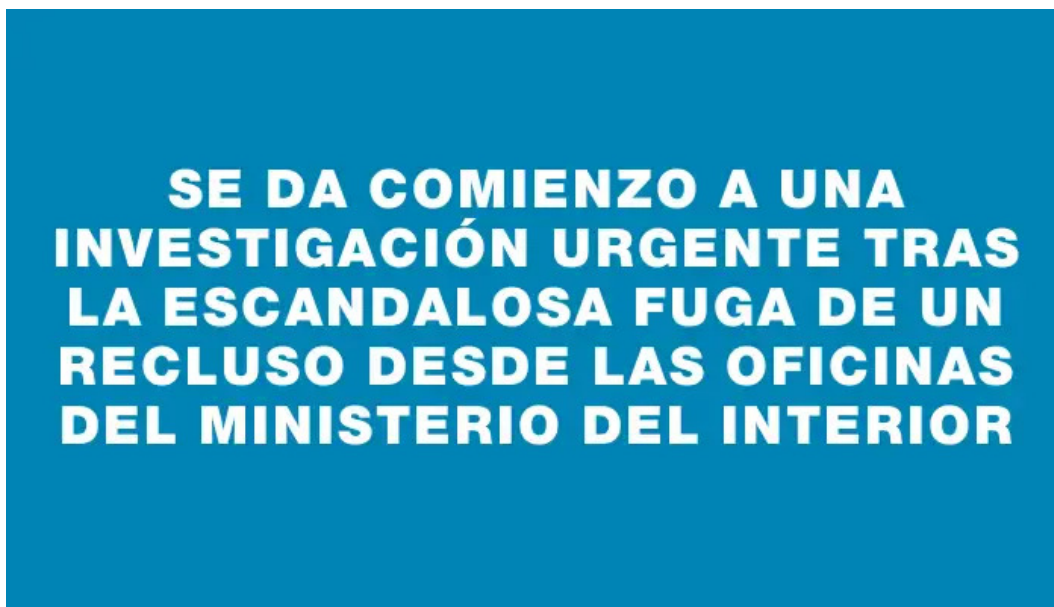 SE DA COMIENZO A UNA
INVESTIGACIÓN URGENTE TRAS
LA ESCANDALOSA FUGA DE UN
RECLUSO DESDE LAS OFICINAS
DEL MINISTERIO DEL INTERIOR